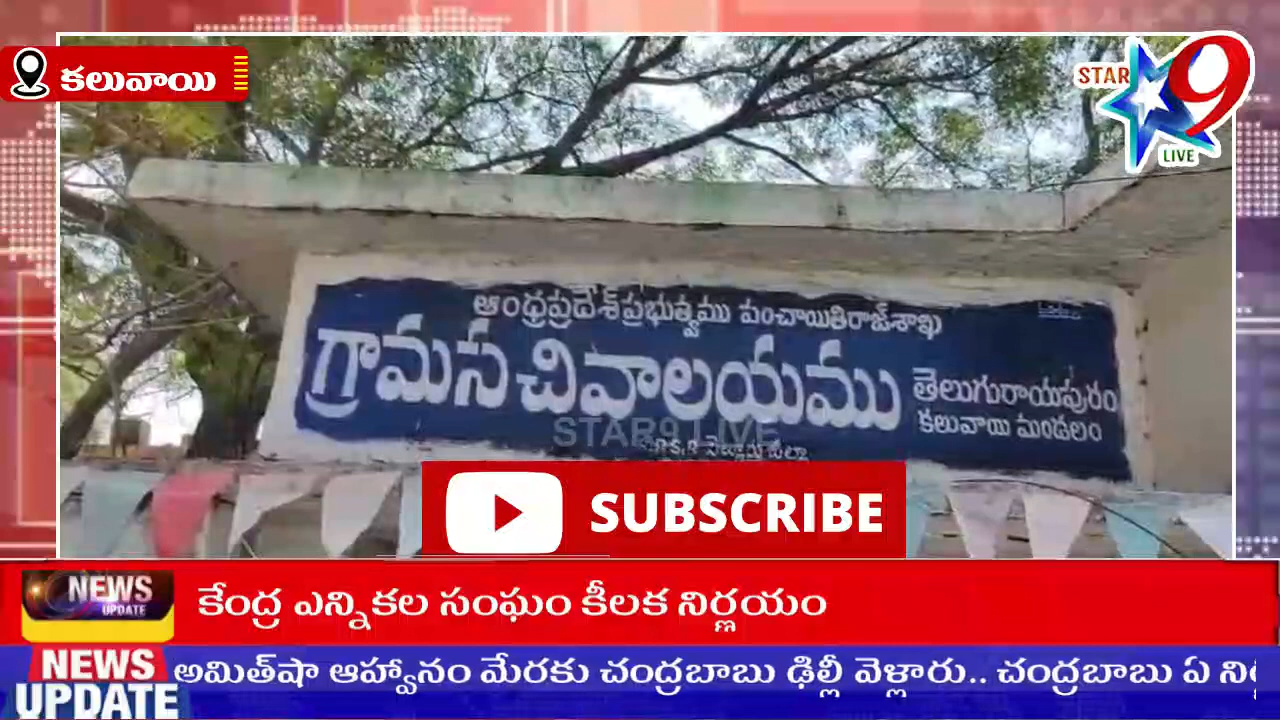 కలువాయి
STAR 9
LIVE
ఆంధ్రప్రదేశ్ ప్రభుత్వము పంచాయితిరాజ్ శాఖ
గ్రామ సచివాలయము తెలుగురాయపురం
కలువాయి మండలం
STAR9 LIVE
SUBSCRIBE
NEWS
UPDATE
కేంద్ర ఎన్నికల సంఘం కీలక నిర్ణయం
NEWS
UPDATE
అమిత్‌షా ఆహ్వానం మేరకు చంద్రబాబు ఢిల్లీ వెళ్లారు.. చంద్రబాబు ఏ